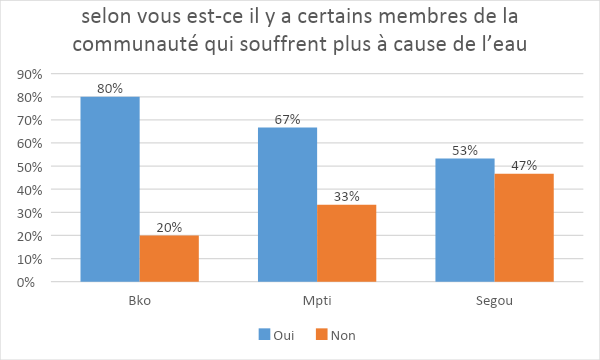 selon vous est-ce il y a certains membres de la
communauté qui souffrent plus à cause de l’eau
90%
80%
70%
60%
50%
40%
30%
20%
10%
0%
80%
20%
67%
33%
53%
47%
Bko
Mpti
Segou
Oui
Non